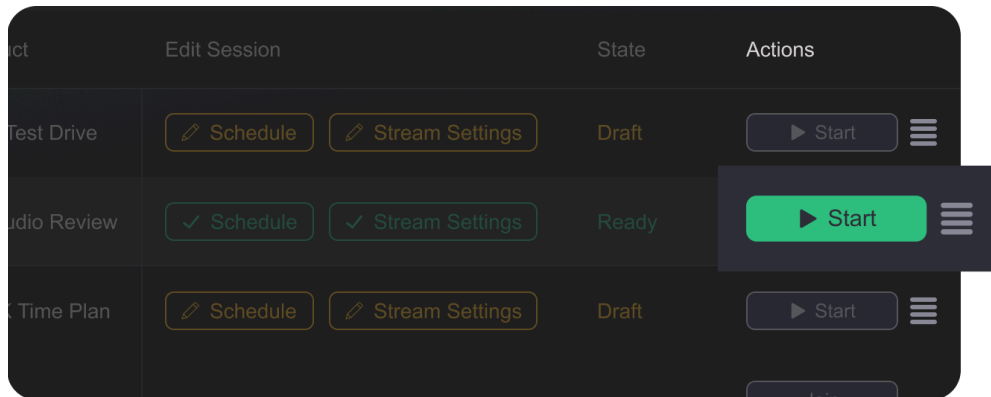 uct Edit Session State Actions
Test Drive Schedule Stream Settings Draft Start
udio Review Schedule Stream Settings Ready Start
Time Plan Schedule Stream Settings Draft Start